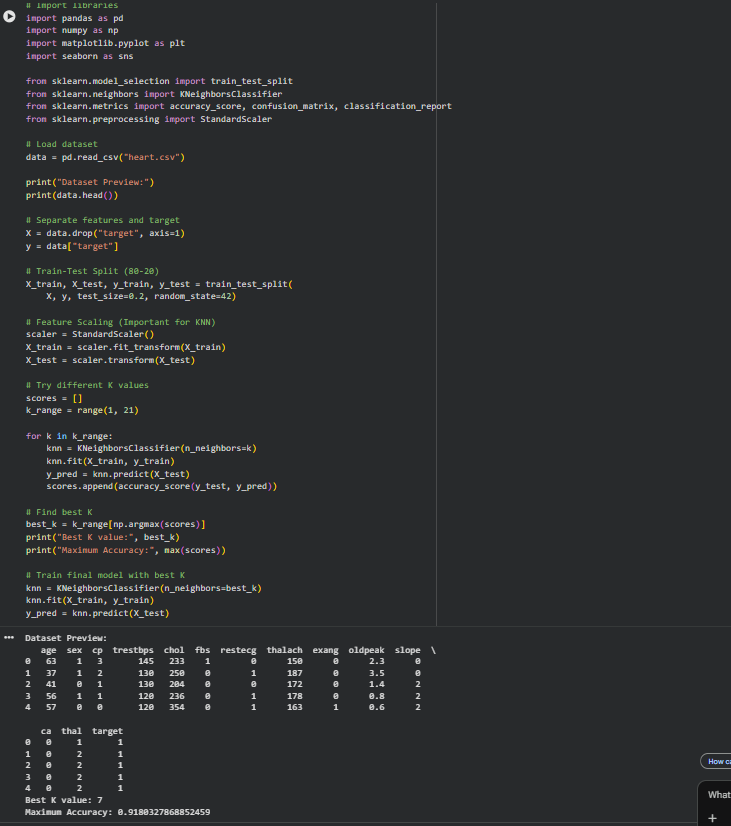 # Import libraries
import pandas as pd
import numpy as np
import matplotlib.pyplot as plt
import seaborn as sns

from sklearn.model_selection import train_test_split
from sklearn.neighbors import KNeighborsClassifier
from sklearn.metrics import accuracy_score, confusion_matrix, classification_report
from sklearn.preprocessing import StandardScaler

# Load dataset
data = pd.read_csv("heart.csv")

print("Dataset Preview:")
print(data.head())

# Separate features and target
X = data.drop("target", axis=1)
y = data["target"]

# Train-Test Split (80-20)
X_train, X_test, y_train, y_test = train_test_split(
    X, y, test_size=0.2, random_state=42)

# Feature Scaling (Important for KNN)
scaler = StandardScaler()
X_train = scaler.fit_transform(X_train)
X_test = scaler.transform(X_test)

# Try different K values
scores = []
k_range = range(1, 21)

for k in k_range:
    knn = KNeighborsClassifier(n_neighbors=k)
    knn.fit(X_train, y_train)
    y_pred = knn.predict(X_test)
    scores.append(accuracy_score(y_test, y_pred))

# Find best K
best_k = k_range[np.argmax(scores)]
print("Best K value:", best_k)
print("Maximum Accuracy:", max(scores))

# Train final model with best K
knn = KNeighborsClassifier(n_neighbors=best_k)
knn.fit(X_train, y_train)
y_pred = knn.predict(X_test)

Dataset Preview:
   age  sex  cp  trestbps  chol  fbs  restecg  thalach  exang  oldpeak  slope  \
0   63    1   3       145   233    1        0      150      0      2.3      0
1   37    1   2       130   250    0        1      187      0      3.5      0
2   41    0   1       130   204    0        0      172      0      1.4      2
3   56    1   1       120   236    0        1      178      0      0.8      2
4   57    0   0       120   354    0        1      163      1      0.6      2

   ca  thal  target
0   0     1       1
1   0     2       1
2   0     2       1
3   0     2       1
4   0     2       1
Best K value: 7
Maximum Accuracy: 0.9180327868852459
How ca
What